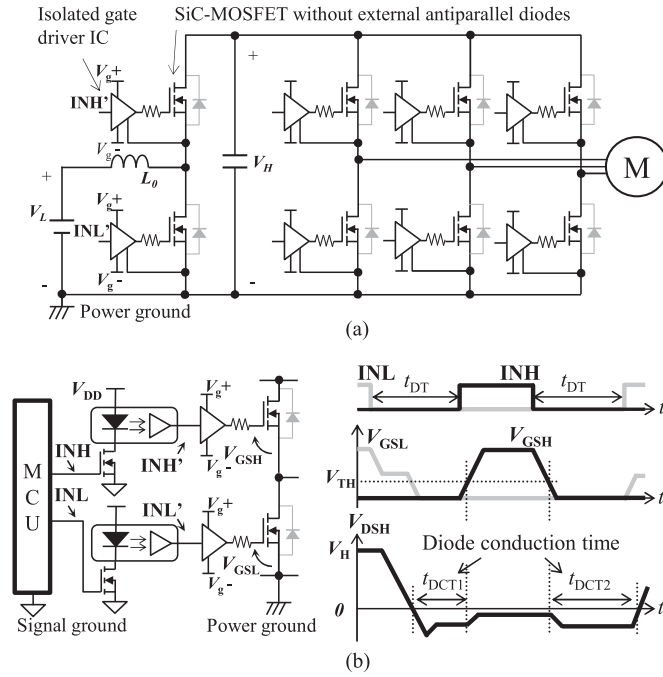 Isolated gate
driver IC
SiC-MOSFET without external antiparallel diodes
Vg+
INH'
Vg-
L0
+
VL
-
Vg+
INL'
Vg-
Power ground
+
VH
-
M
(a)
VDD
MCU
INH
INL
INH'
Vg+
Vg-
VGSH
INL'
Vg+
Vg-
VGSL
Signal ground
Power ground
INL
tDT
INH
tDT
t
VGSL
VGSH
VTH
t
VDSH
VH
Diode conduction time
tDCT1
tDCT2
0
t
(b)